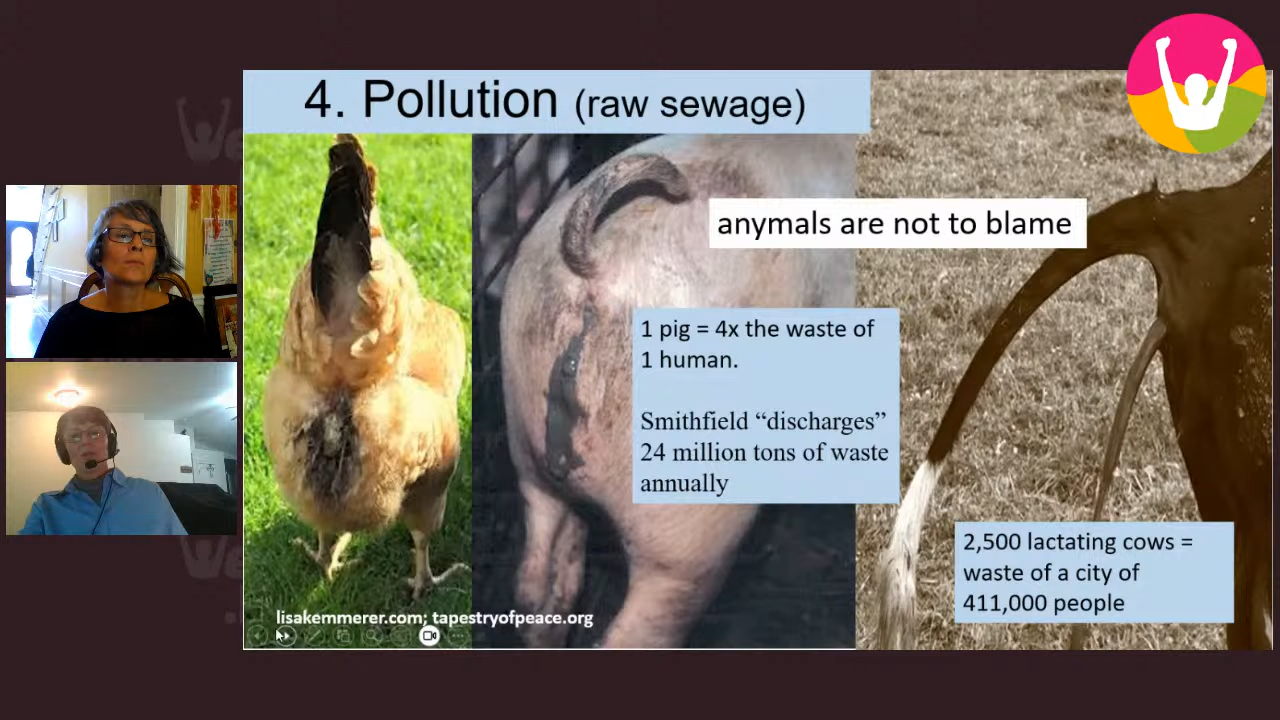 4. Pollution (raw sewage)
anymals are not to blame
1 pig = 4x the waste of
1 human.
Smithfield “discharges”
24 million tons of waste
annually
2,500 lactating cows =
waste of a city of
411,000 people
lisakemmerer.com; tapestryofpeace.org